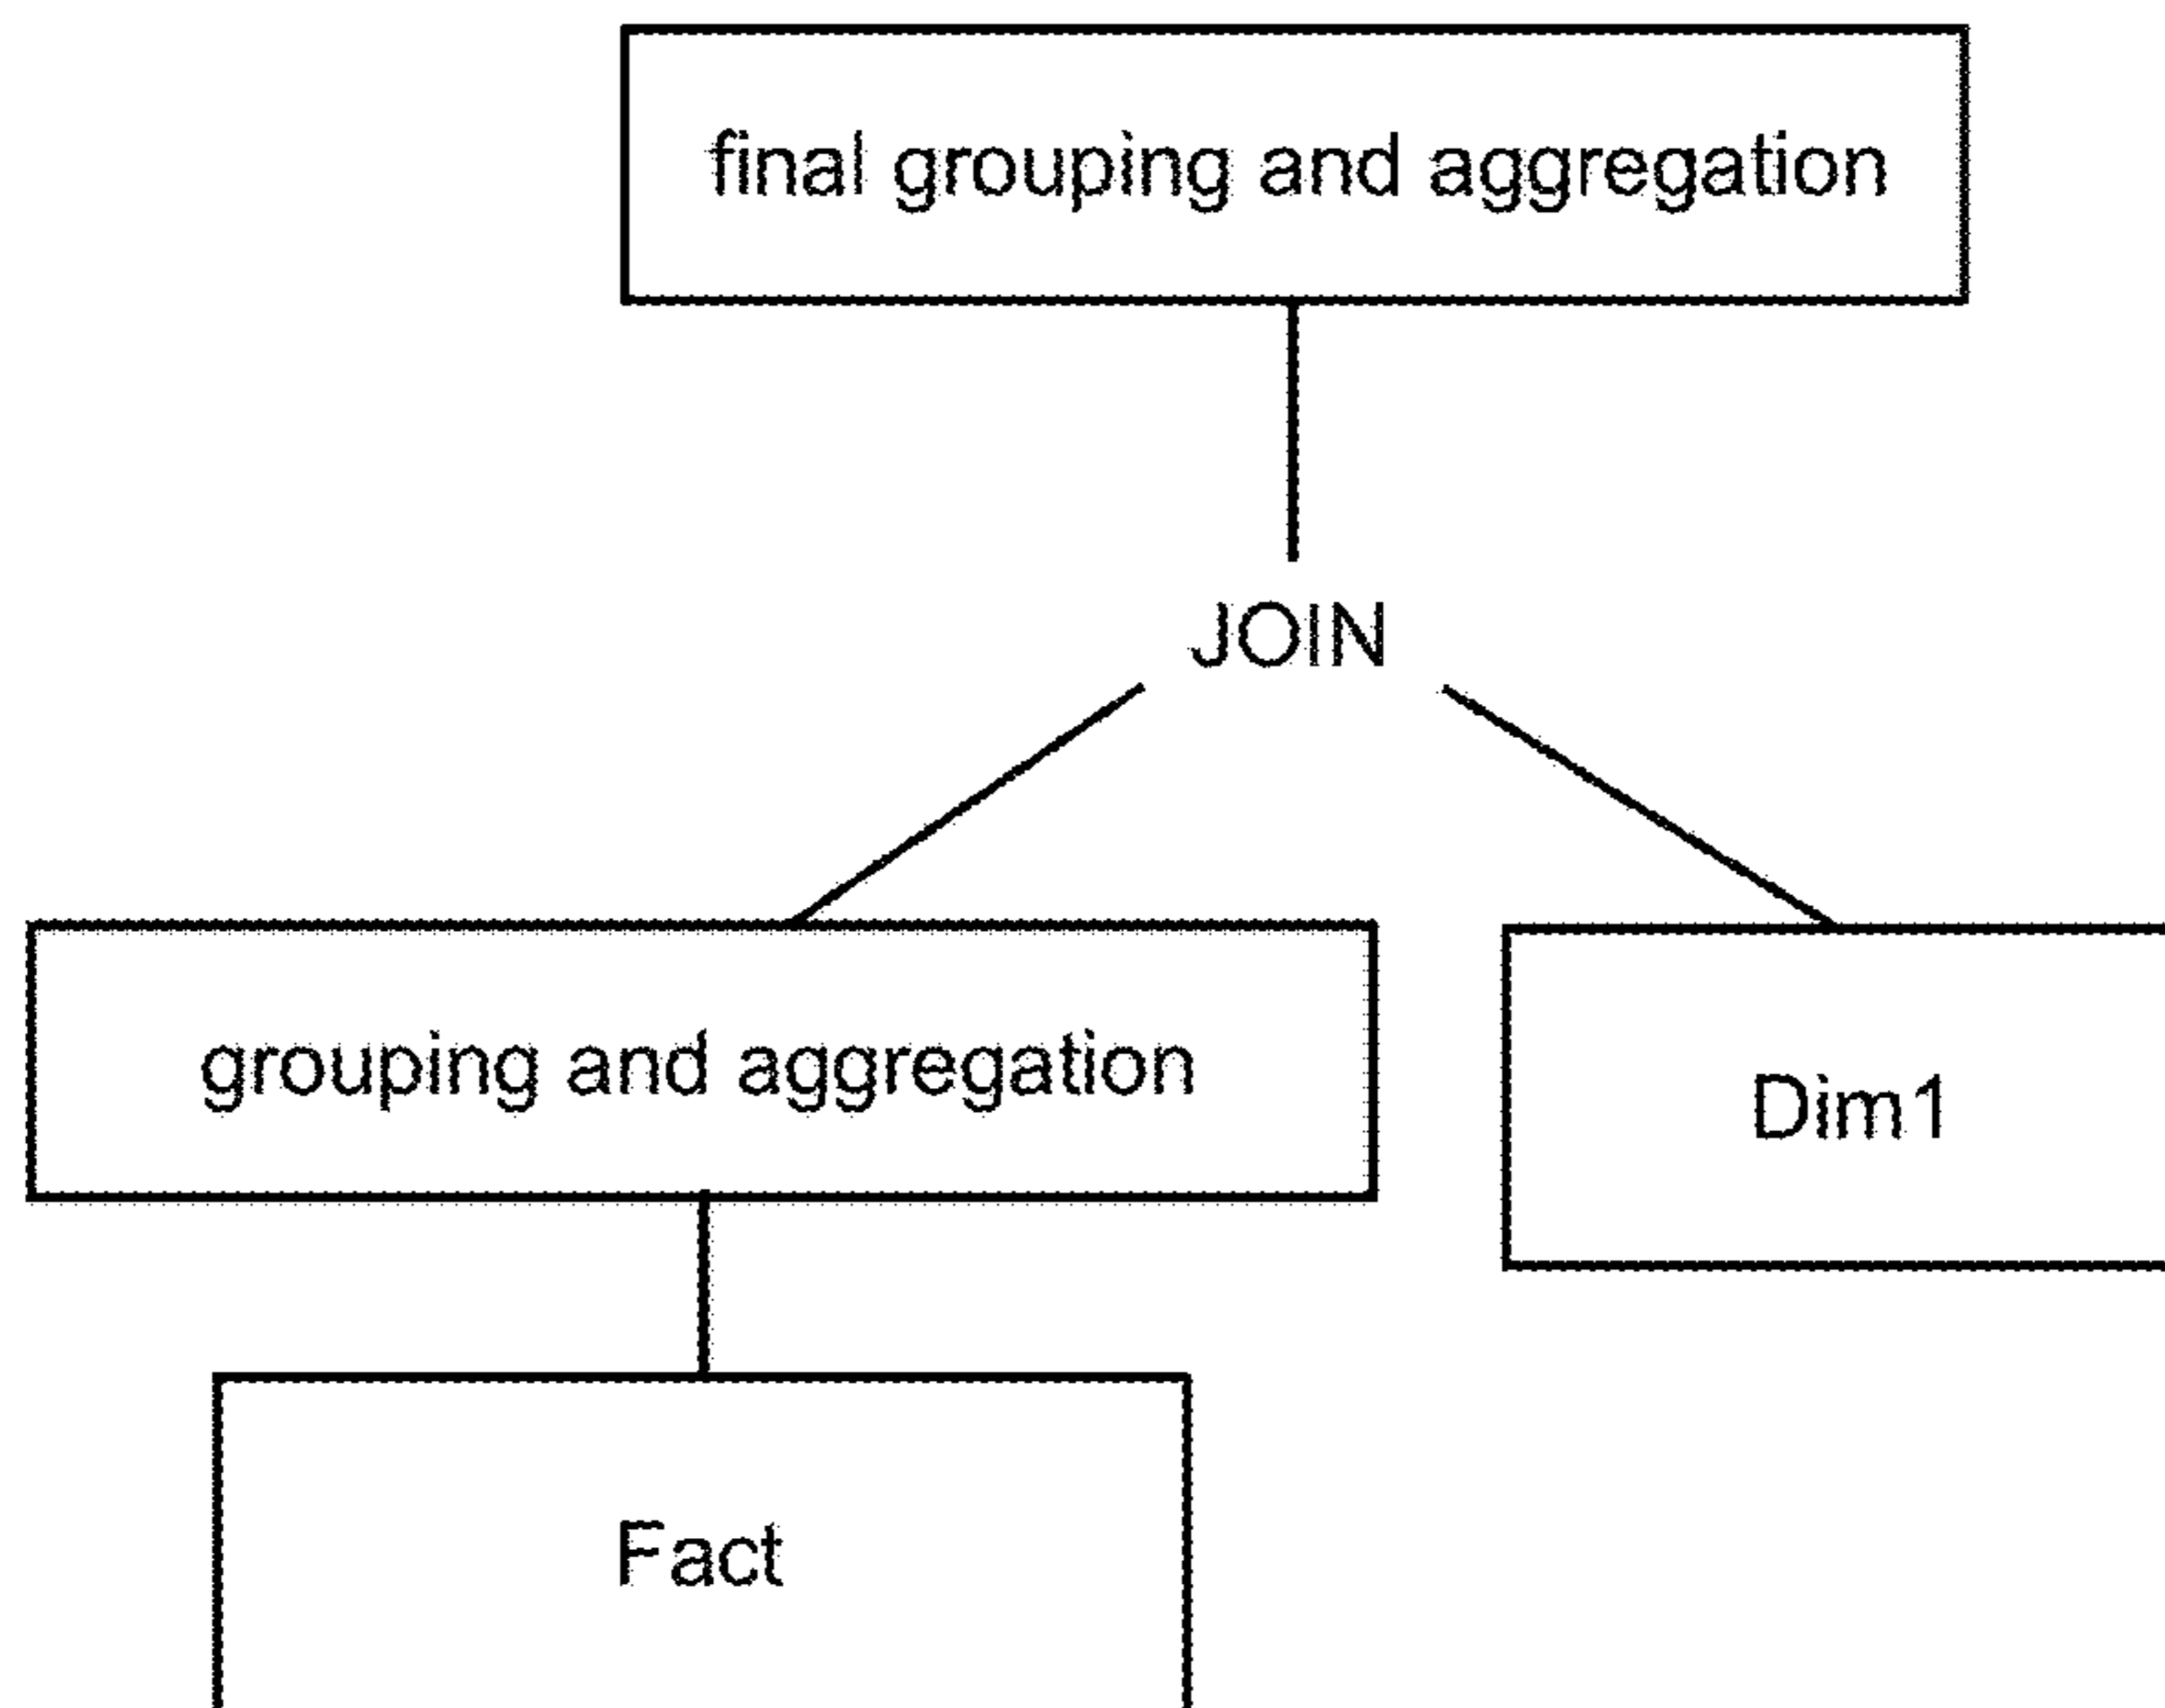 final grouping and aggregation
JOIN
grouping and aggregation
Dim1
Fact